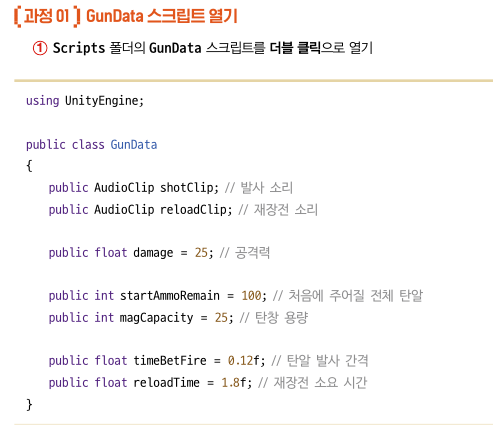 [과정 01] GunData 스크립트 열기
① Scripts 폴더의 GunData 스크립트를 더블 클릭으로 열기
using UnityEngine;
public class GunData
{
public AudioClip shotClip; // 발사 소리
public AudioClip reloadClip; // 재장전 소리
public float damage = 25; // 공격력
public int startAmmoRemain = 100; // 처음에 주어질 전체 탄알
public int magCapacity = 25; // 탄창 용량
public float timeBetFire = 0.12f; // 탄알 발사 간격
public float reloadTime = 1.8f; // 재장전 소요 시간
}